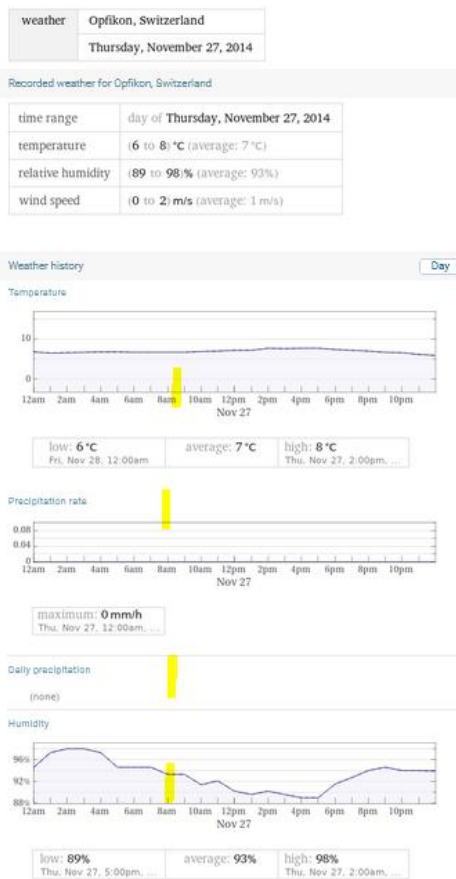 weather Opfikon, Switzerland
Thursday, November 27, 2014
Recorded weather for Opfikon, Switzerland
time range day of Thursday, November 27, 2014
temperature (6 to 8) °C (average: 7 °C)
relative humidity (89 to 98)% (average: 93%)
wind speed (0 to 2) m/s (average: 1 m/s)
Weather history Day
Temperature
10
0
12am 2am 4am 6am 8am 10am 12pm 2pm 4pm 6pm 8pm 10pm
Nov 27
low: 6 °C average: 7 °C high: 8 °C
Fri, Nov 28, 12:00am Thu, Nov 27, 2:00pm, ...
Precipitation rate
0.08
0.04
0
12am 2am 4am 6am 8am 10am 12pm 2pm 4pm 6pm 8pm 10pm
Nov 27
maximum: 0 mm/h
Thu, Nov 27, 12:00am, ...
Daily precipitation
(none)
Humidity
96%
92%
88%
12am 2am 4am 6am 8am 10am 12pm 2pm 4pm 6pm 8pm 10pm
Nov 27
low: 89% average: 93% high: 98%
Thu, Nov 27, 5:00pm, ... Thu, Nov 27, 2:00am, ...